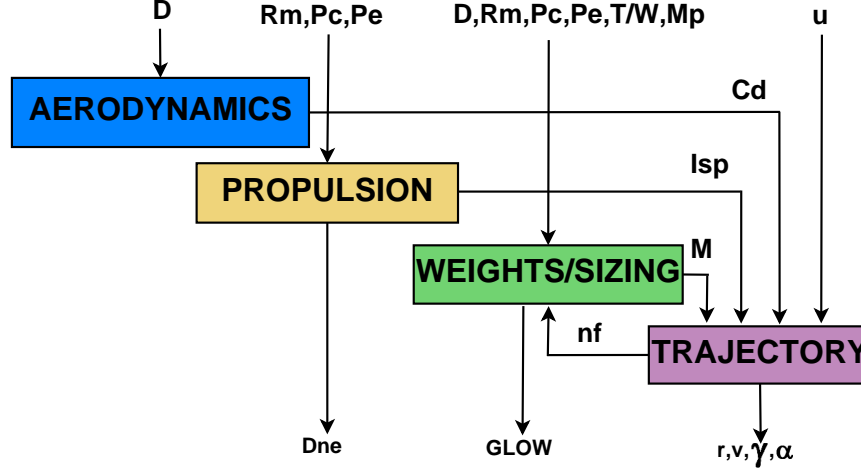 D
Rm,Pc,Pe
D,Rm,Pc,Pe,T/W,Mp
u
AERODYNAMICS
Cd
PROPULSION
Isp
WEIGHTS/SIZING
M
nf
TRAJECTORY
Dne
GLOW
r,v,γ,α